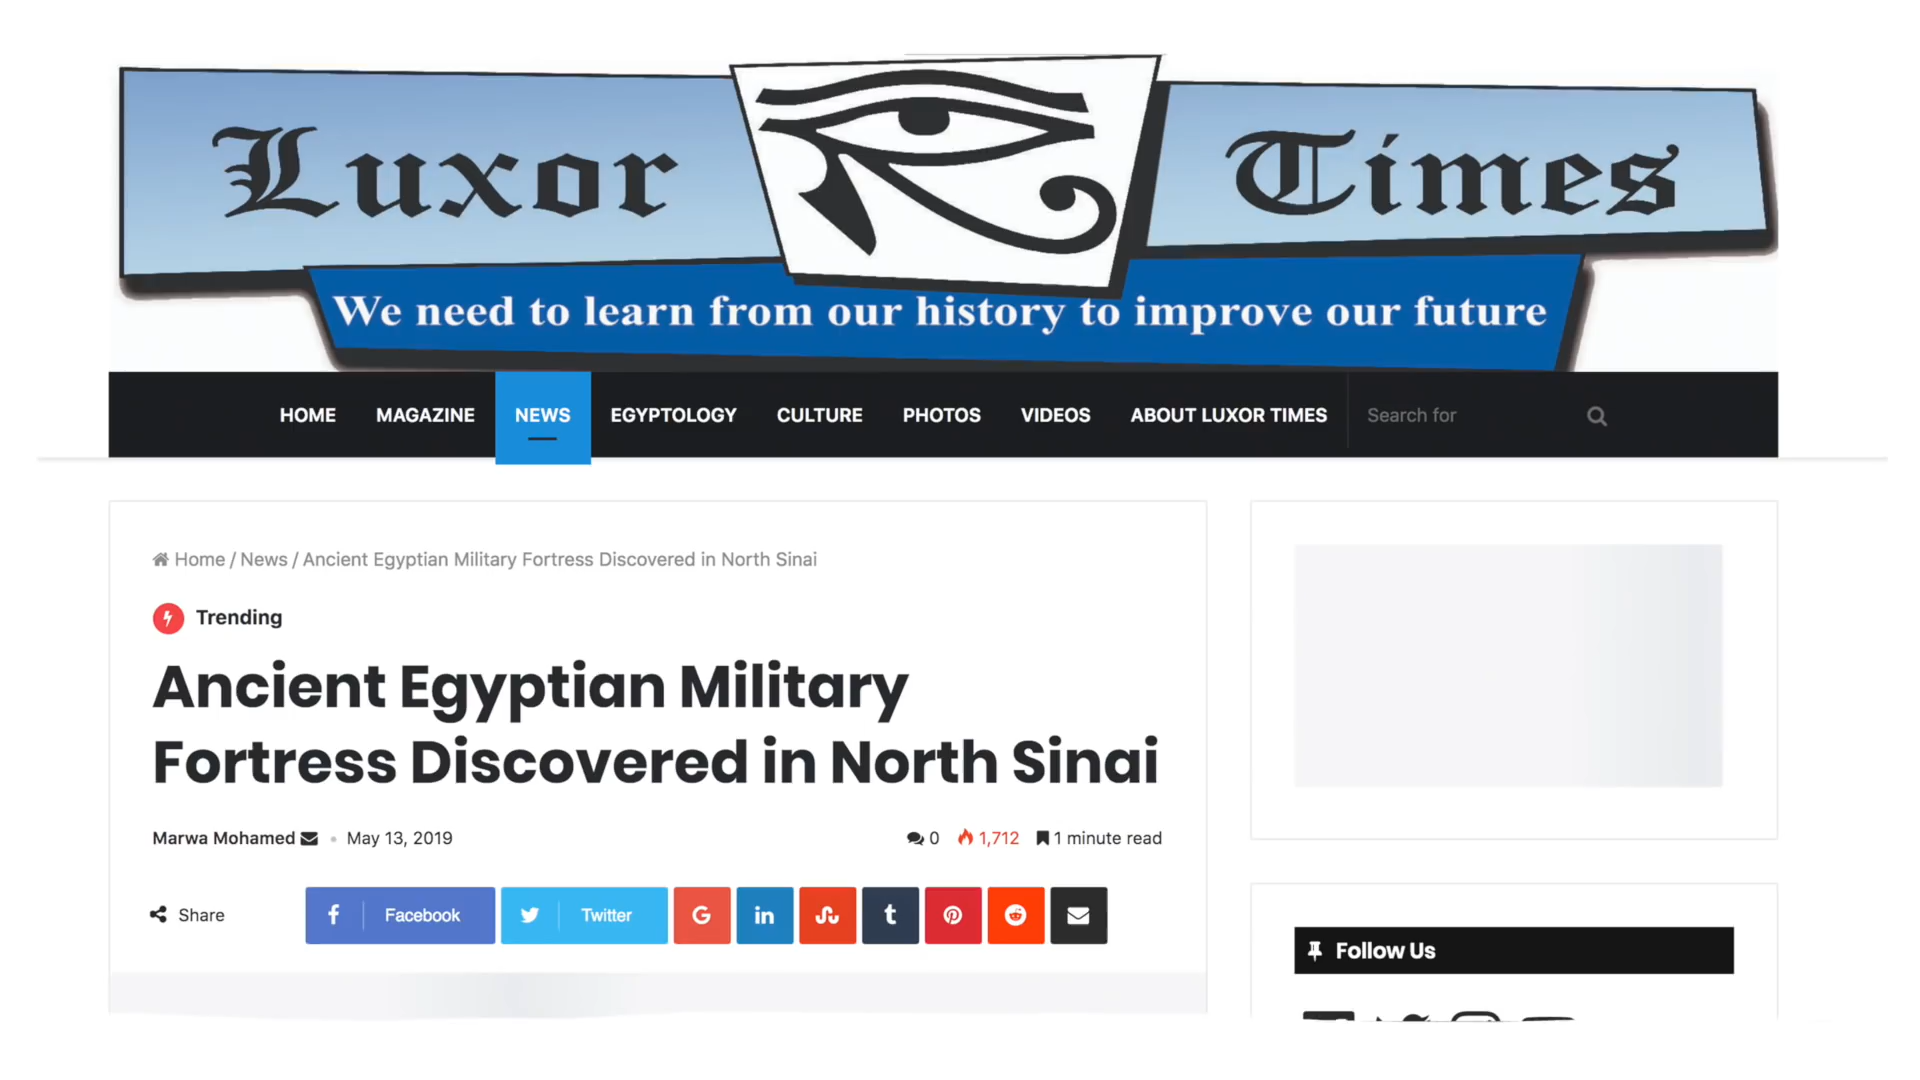 Luxor Times
We need to learn from our history to improve our future
HOME MAGAZINE NEWS EGYPTOLOGY CULTURE PHOTOS VIDEOS ABOUT LUXOR TIMES Search for
Home / News / Ancient Egyptian Military Fortress Discovered in North Sinai
Trending
Ancient Egyptian Military
Fortress Discovered in North Sinai
Marwa Mohamed May 13, 2019 0 1,712 1 minute read
Share Facebook Twitter
Follow Us